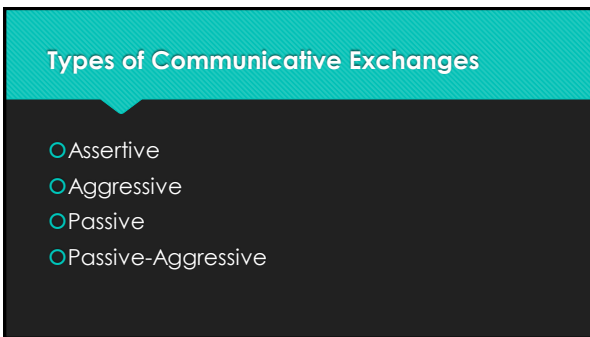 Types of Communicative Exchanges
Assertive
Aggressive
Passive
Passive-Aggressive